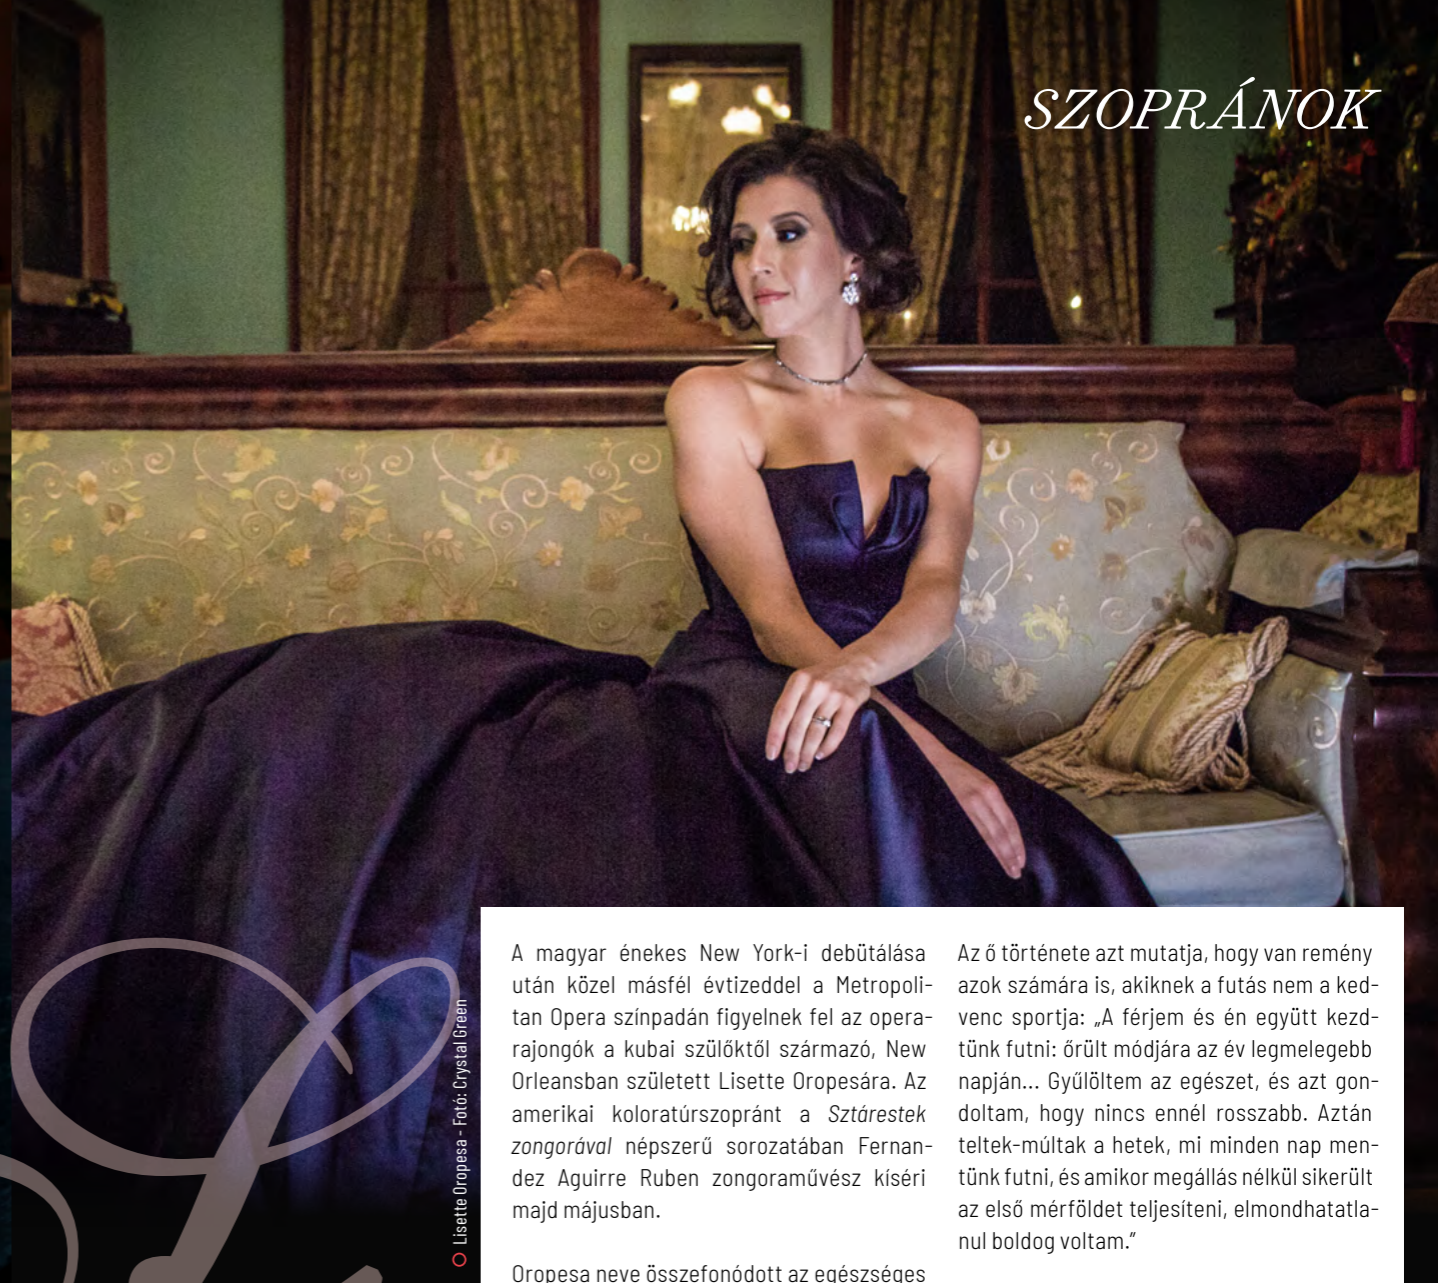 SZOPRÁNOK
A magyar énekes New York-i debütálása
után közel másfél évtizeddel a Metropoli-
tan Opera színpadán figyelnek fel az opera-
rajongók a kubai szülőktől származó, New
Orleansban született Lisette Oropesára. Az
amerikai koloratúrszopránt a Sztárestek
zongorával népszerű sorozatában Fernan-
dez Aguirre Ruben zongoraművész kíséri
majd májusban.
Oropesa neve összefonódott az egészséges
Az ő története azt mutatja, hogy van remény
azok számára is, akiknek a futás nem a ked-
venc sportja: „A férjem és én együtt kezd-
tünk futni: őrült módjára az év legmelegebb
napján... Gyűlöltem az egészet, és azt gon-
doltam, hogy nincs ennél rosszabb. Aztán
teltek-múltak a hetek, mi minden nap men-
tünk futni, és amikor megállás nélkül sikerült
az első mérföldet teljesíteni, elmondhatatla-
nul boldog voltam.”
Lisette Oropesa - Fotó: Crystal Green
L